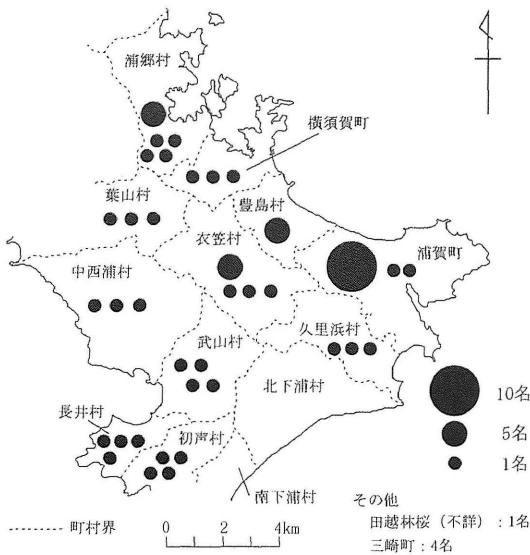 浦郷村
横須賀町
葉山村
豊島村
衣笠村
浦賀町
中西浦村
久里浜村
武山村
北下浦村
10名
長井村
5名
初声村
1名
南下浦村
その他
田越林桜（不詳）：1名
三崎町：4名
町村界
0 2 4km